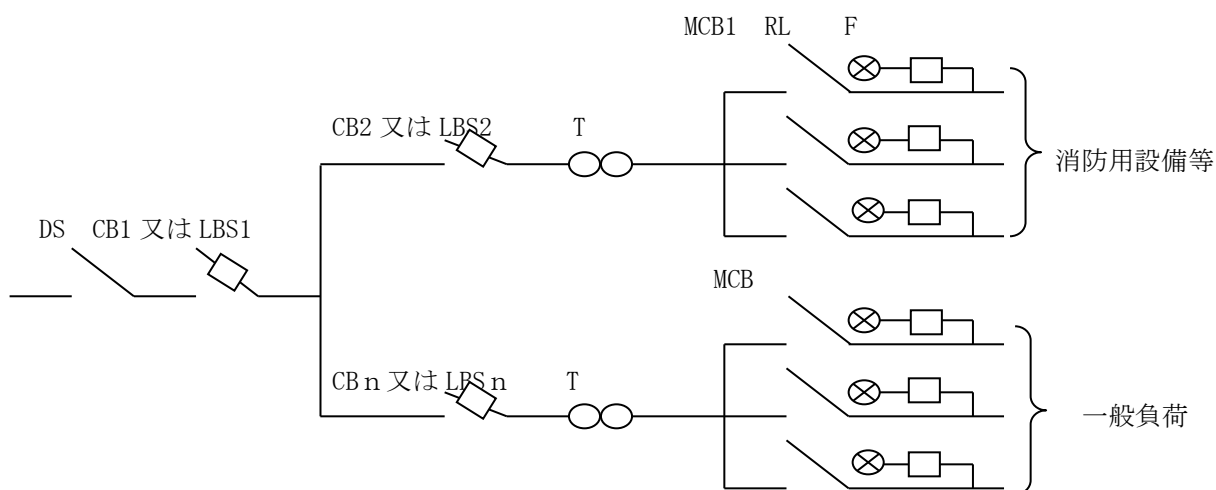 MCB1 RL F
CB2 又は LBS2 T
消防用設備等
DS CB1 又は LBS1
MCB
CBｎ又は LBSｎ T
一般負荷